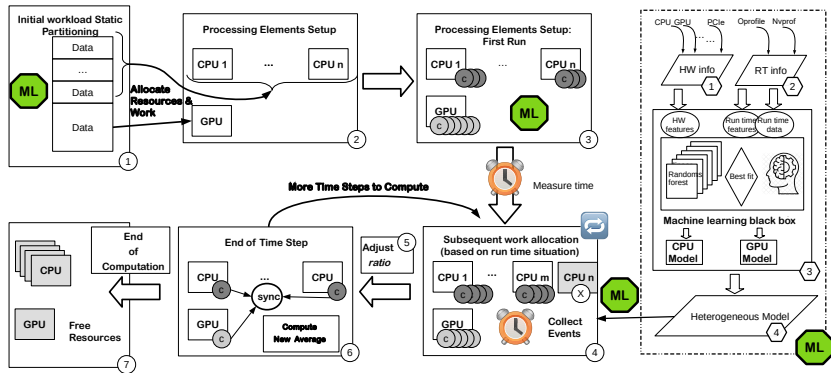 Initial workload Static
Partitioning
Data
...
Data
Data
ML
Allocate
Resources &
Work
1
Processing Elements Setup
CPU 1
...
CPU n
GPU
2
Processing Elements Setup:
First Run
CPU 1
c
...
CPU n
c
GPU
c
ML
3
Measure time
More Time Steps to Compute
Subsequent work allocation
(based on run time situation)
CPU 1
c
...
CPU m
c
CPU n
X
GPU
c
Collect
Events
4
ML
Adjust
ratio
5
End of Time Step
CPU
c
...
CPU
c
sync
GPU
c
Compute
New Average
6
End
of
Computation
CPU
GPU
Free
Resources
7
CPU
GPU
PCIe
Oprofile
Nvprof
HW info
1
RT info
2
HW
features
Run time
features
Run time
data
Randoms
forest
Best fit
Machine learning black box
CPU
Model
GPU
Model
3
Heterogeneous Model
4
ML